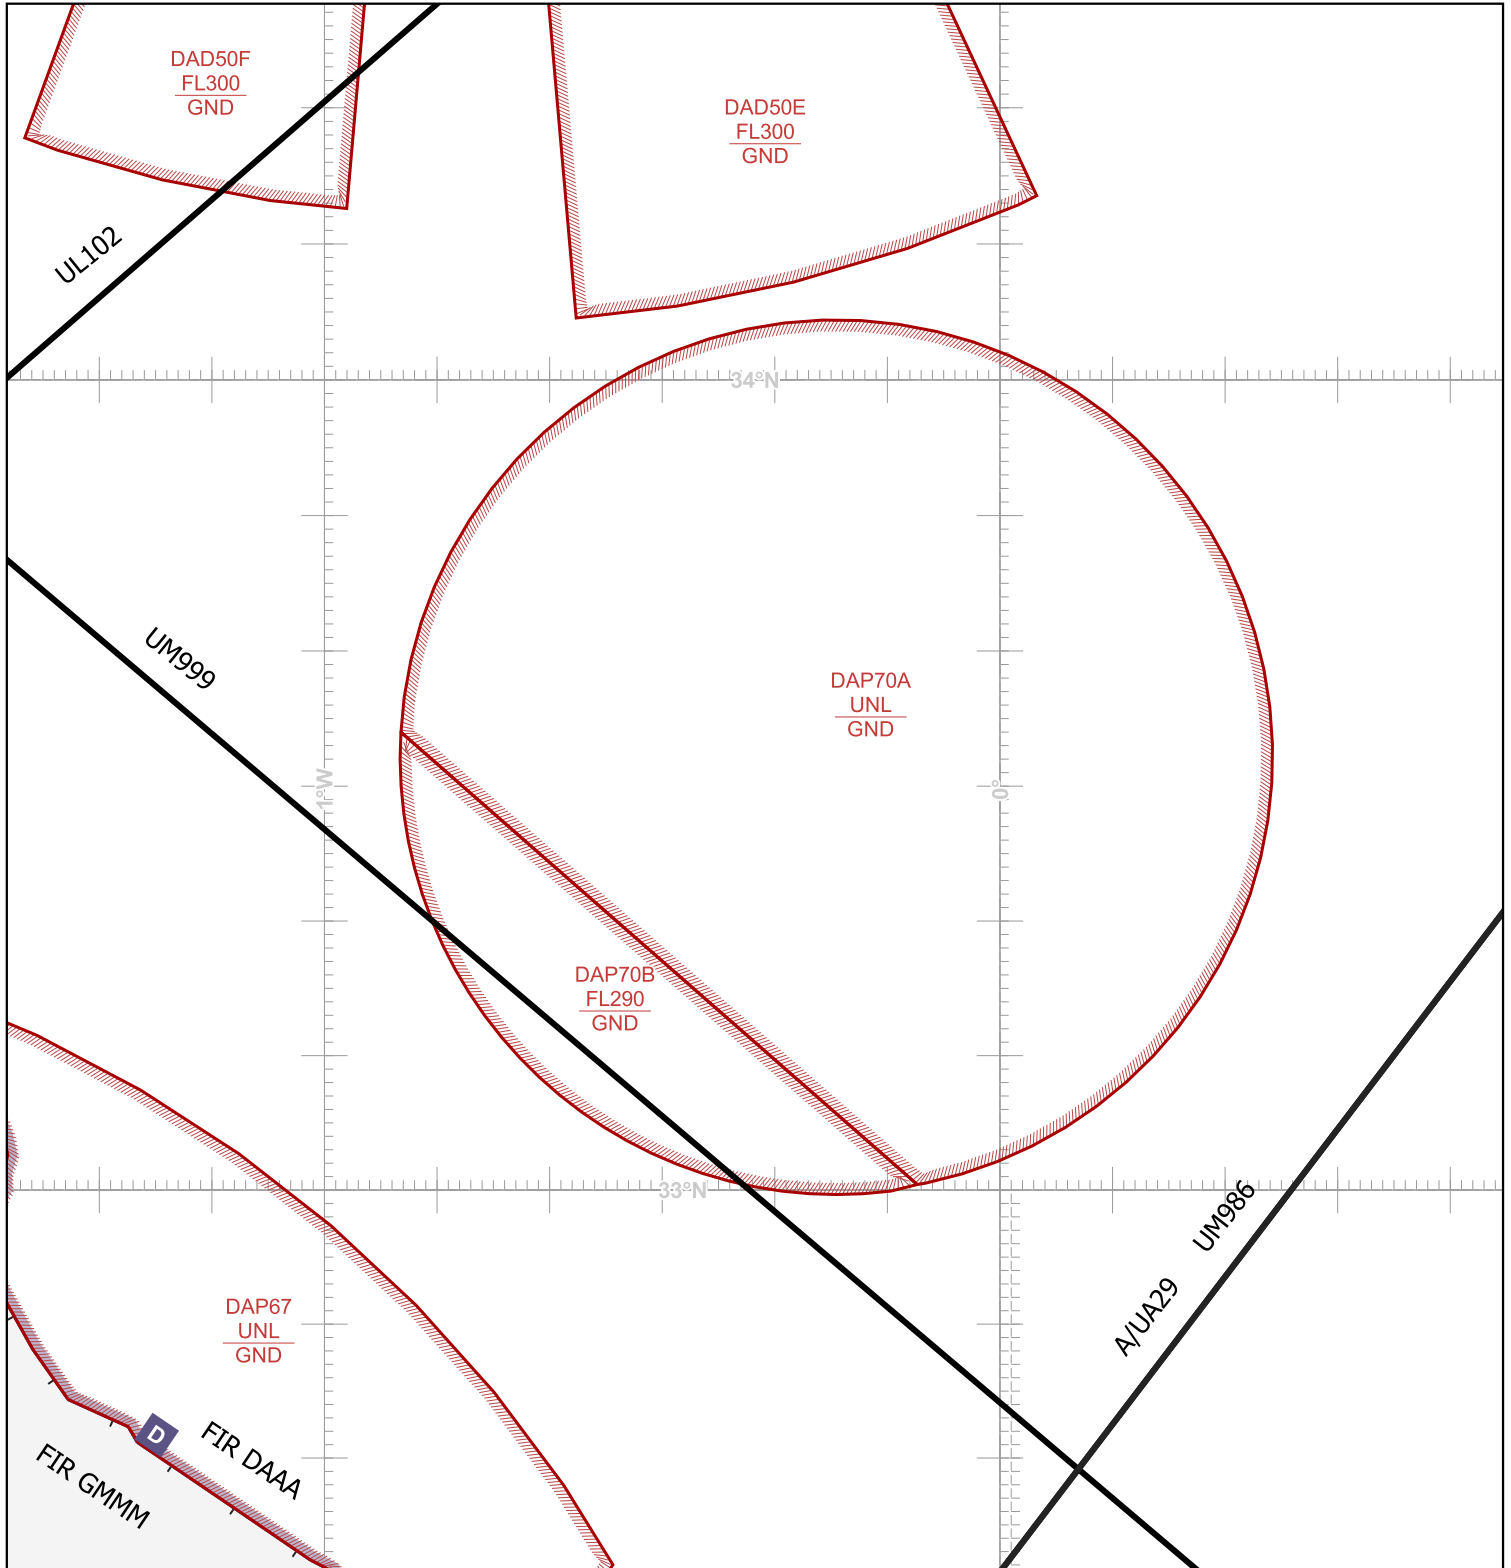 DAD50F
FL300
GND
DAD50E
FL300
GND
UL102
34°N
UM999
DAP70A
UNL
GND
1°W
0°
DAP70B
FL290
GND
33°N
UM986
A/UA29
DAP67
UNL
GND
D
FIR DAAA
FIR GMMM